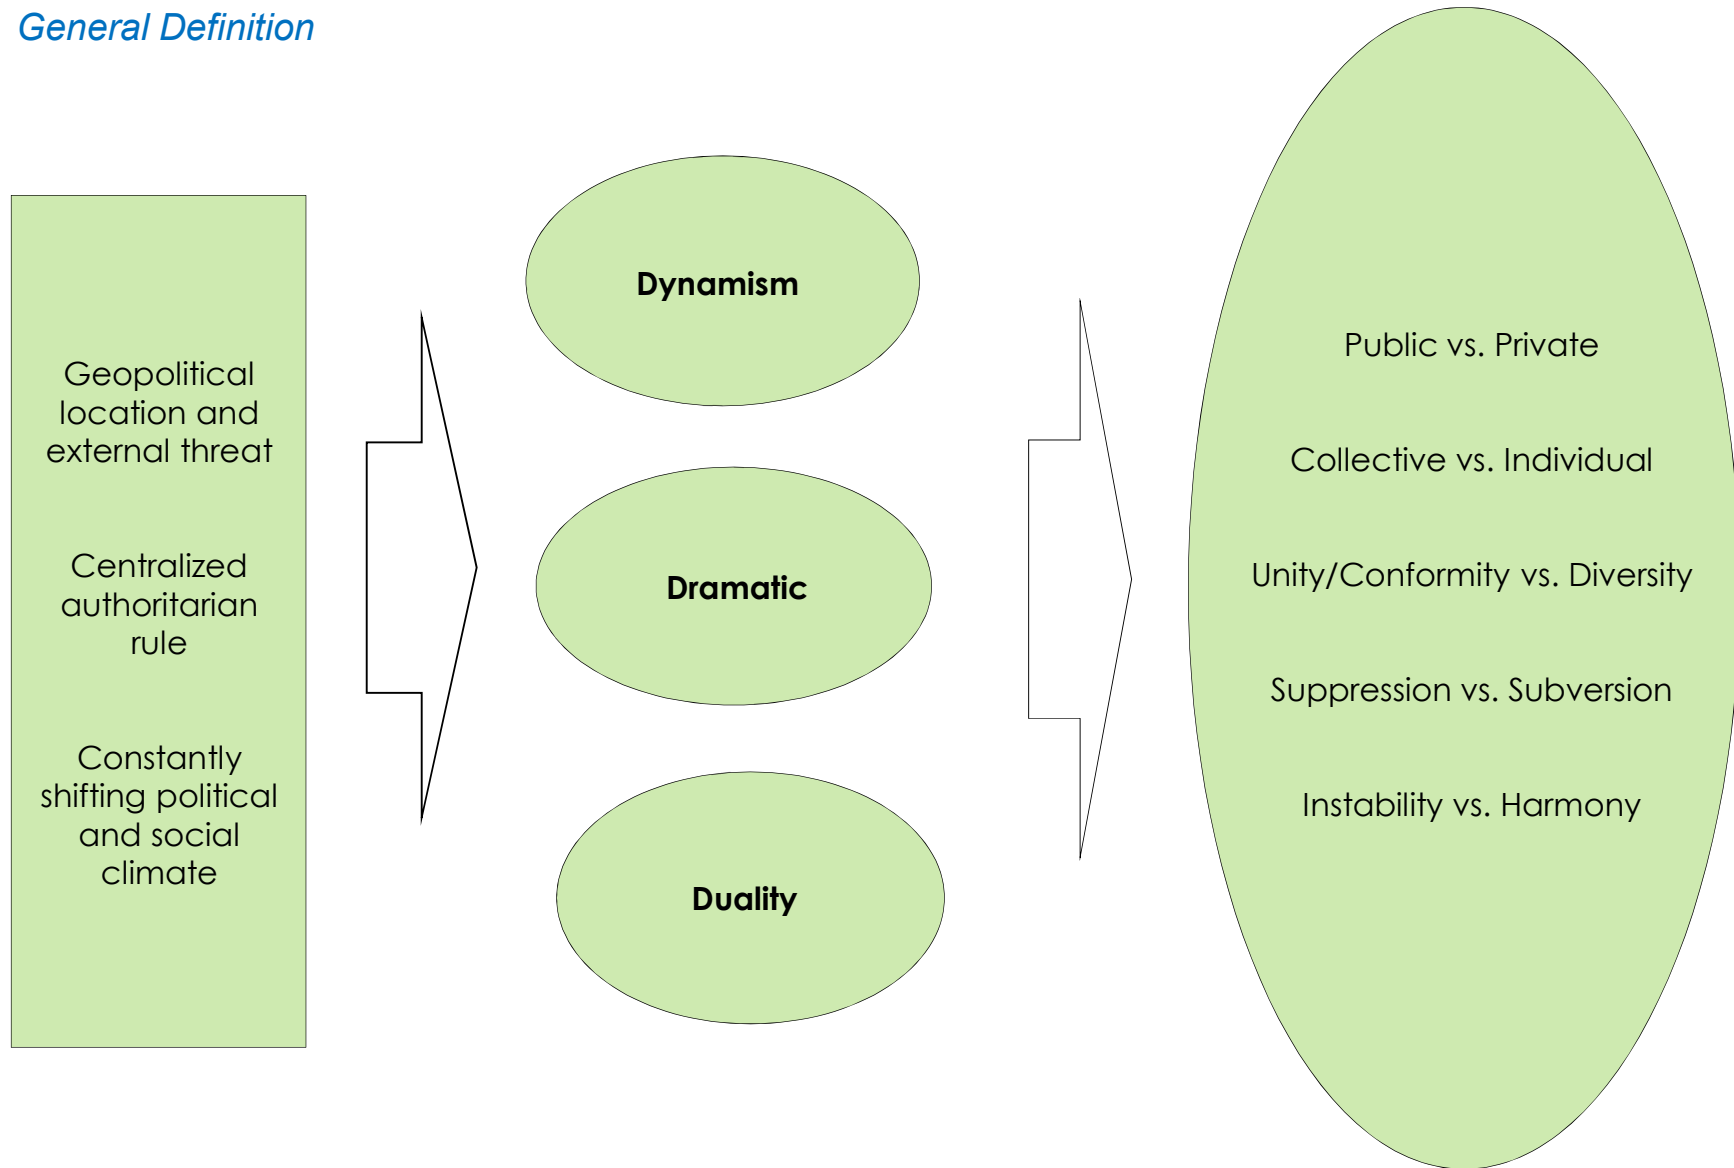 General Definition
Geopolitical
location and
external threat
Centralized
authoritarian
rule
Constantly
shifting political
and social
climate
Dynamism
Dramatic
Duality
Public vs. Private
Collective vs. Individual
Unity/Conformity vs. Diversity
Suppression vs. Subversion
Instability vs. Harmony